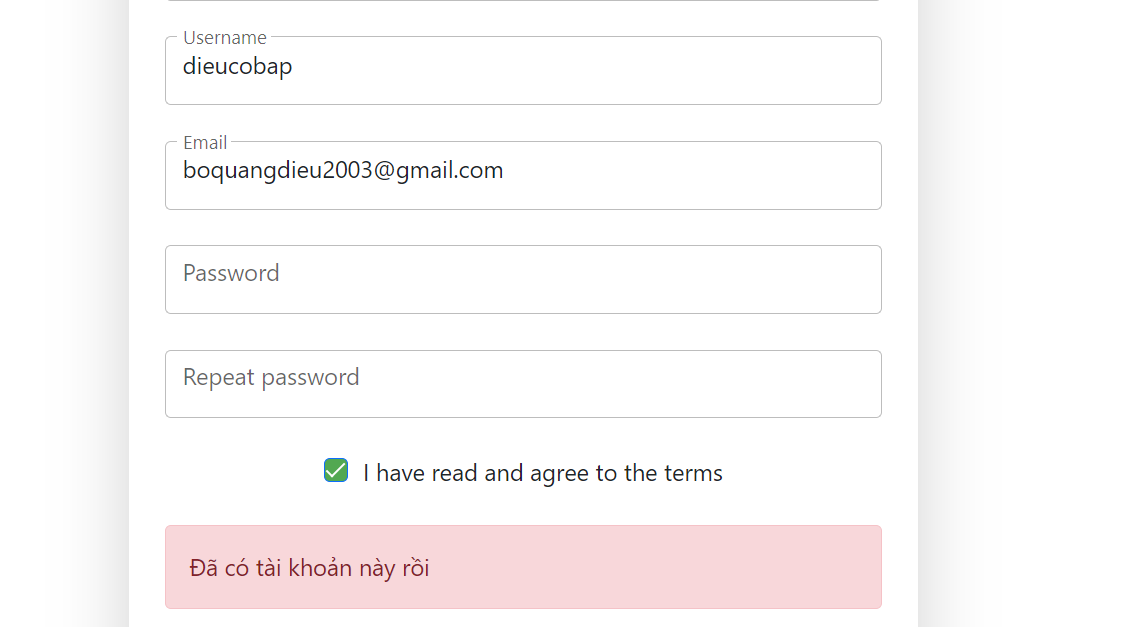 Username
dieucobap
Email
boquangdieu2003@gmail.com
Password
Repeat password
I have read and agree to the terms
Đã có tài khoản này rồi